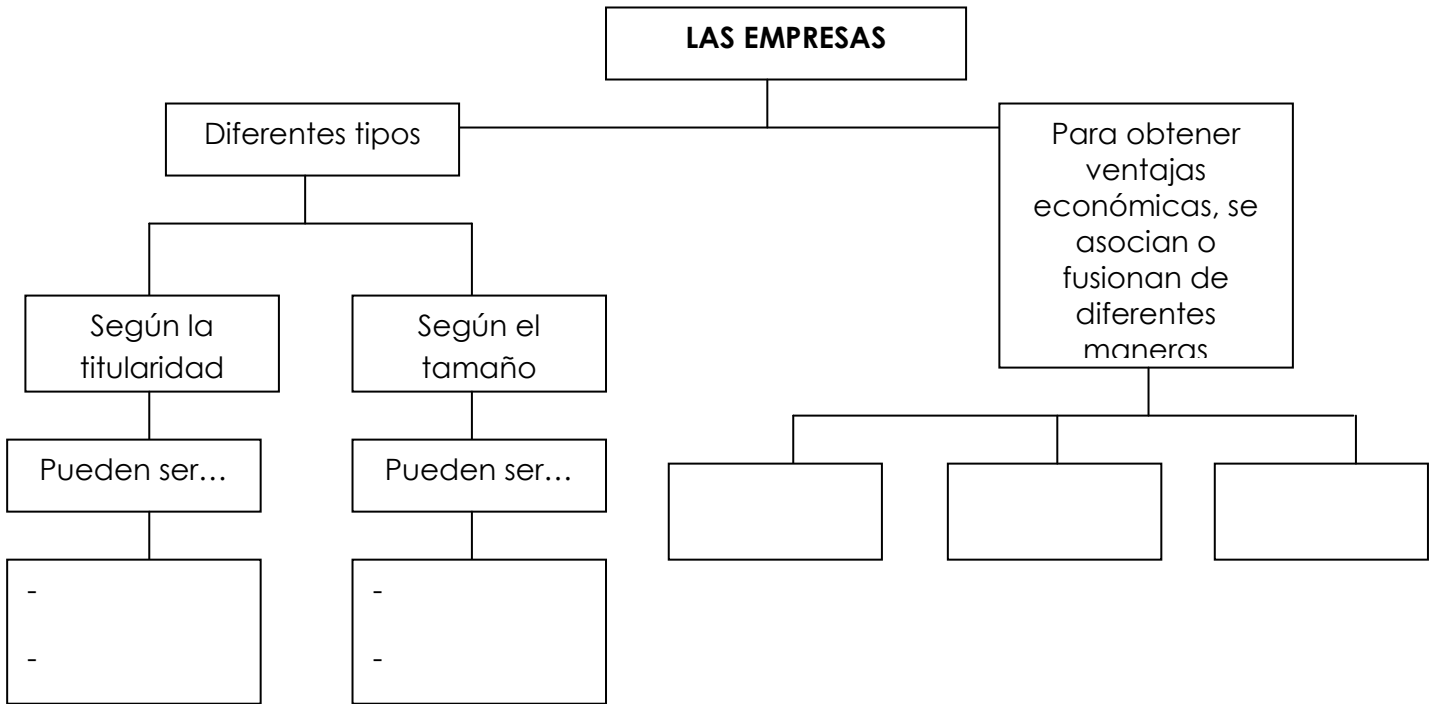 LAS EMPRESAS
Diferentes tipos
Para obtener
ventajas
económicas, se
asocian o
fusionan de
diferentes
maneras
Según la
titularidad
Según el
tamaño
Pueden ser…
Pueden ser…
-
-
-
-